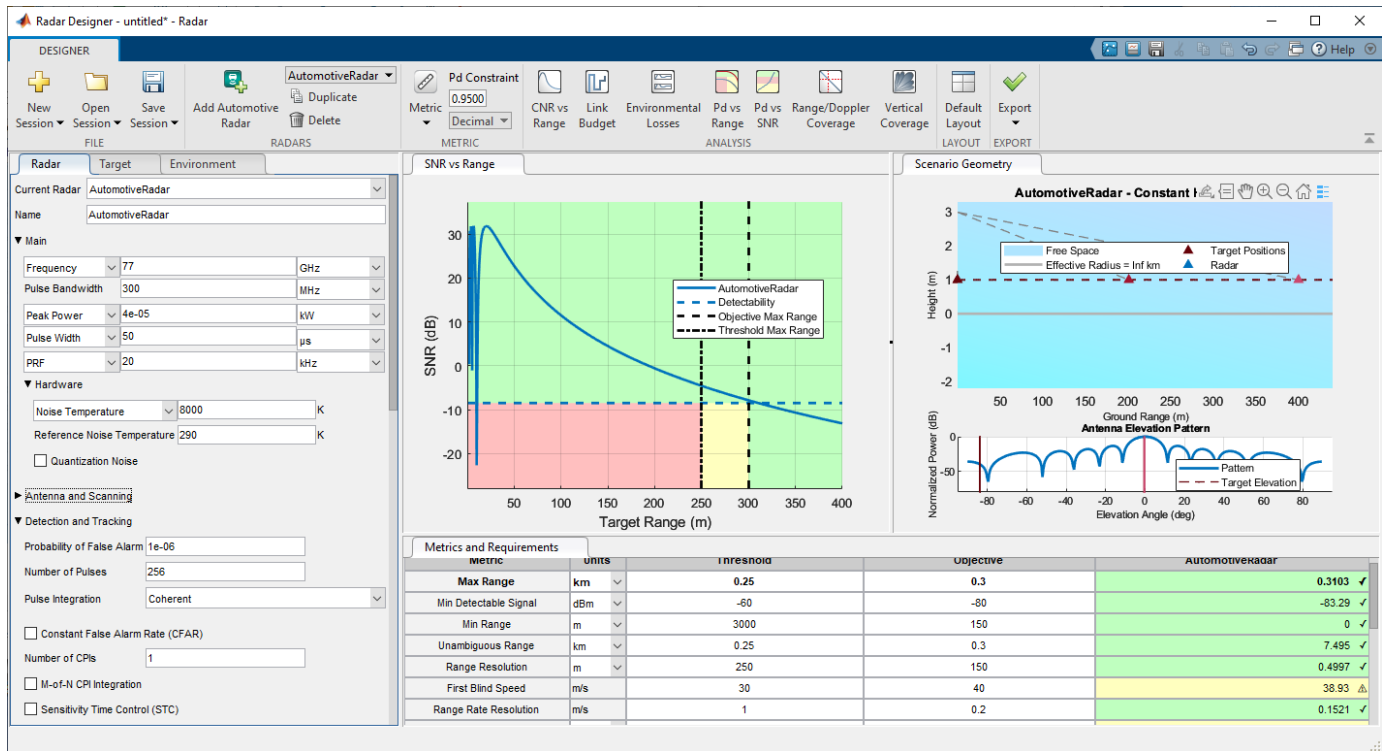 Radar Designer - untitled* - Radar
DESIGNER
Help
New Session
Open Session
Save Session
FILE
Add Automotive Radar
AutomotiveRadar
Duplicate
Delete
RADARS
Metric
Pd Constraint
0.9500
Decimal
METRIC
CNR vs Range
Link Budget
Environmental Losses
Pd vs Range
Pd vs SNR
Range/Doppler Coverage
Vertical Coverage
ANALYSIS
Default Layout
LAYOUT
Export
EXPORT
Radar Target Environment
Current Radar AutomotiveRadar
Name AutomotiveRadar
Main
Frequency 77 GHz
Pulse Bandwidth 300 MHz
Peak Power 4e-05 kW
Pulse Width 50 µs
PRF 20 kHz
Hardware
Noise Temperature 8000 K
Reference Noise Temperature 290 K
Quantization Noise
Antenna and Scanning
Detection and Tracking
Probability of False Alarm 1e-06
Number of Pulses 256
Pulse Integration Coherent
Constant False Alarm Rate (CFAR)
Number of CPIs 1
M-of-N CPI Integration
Sensitivity Time Control (STC)
SNR vs Range
SNR (dB)
30
20
10
0
-10
-20
AutomotiveRadar
Detectability
Objective Max Range
Threshold Max Range
50 100 150 200 250 300 350 400
Target Range (m)
Scenario Geometry
AutomotiveRadar - Constant
Height (m)
3
2
1
0
-1
-2
Free Space
Effective Radius = Inf km
Target Positions
Radar
50 100 150 200 250 300 350 400
Ground Range (m)
Antenna Elevation Pattern
Normalized Power (dB)
0
-50
Pattern
Target Elevation
-80 -60 -40 -20 0 20 40 60 80
Elevation Angle (deg)
Metrics and Requirements
Metric units Threshold Objective AutomotiveRadar
Max Range km 0.25 0.3 0.3103
Min Detectable Signal dBm -60 -80 -83.29
Min Range m 3000 150 0
Unambiguous Range km 0.25 0.3 7.495
Range Resolution m 250 150 0.4997
First Blind Speed m/s 30 40 38.93
Range Rate Resolution m/s 1 0.2 0.1521